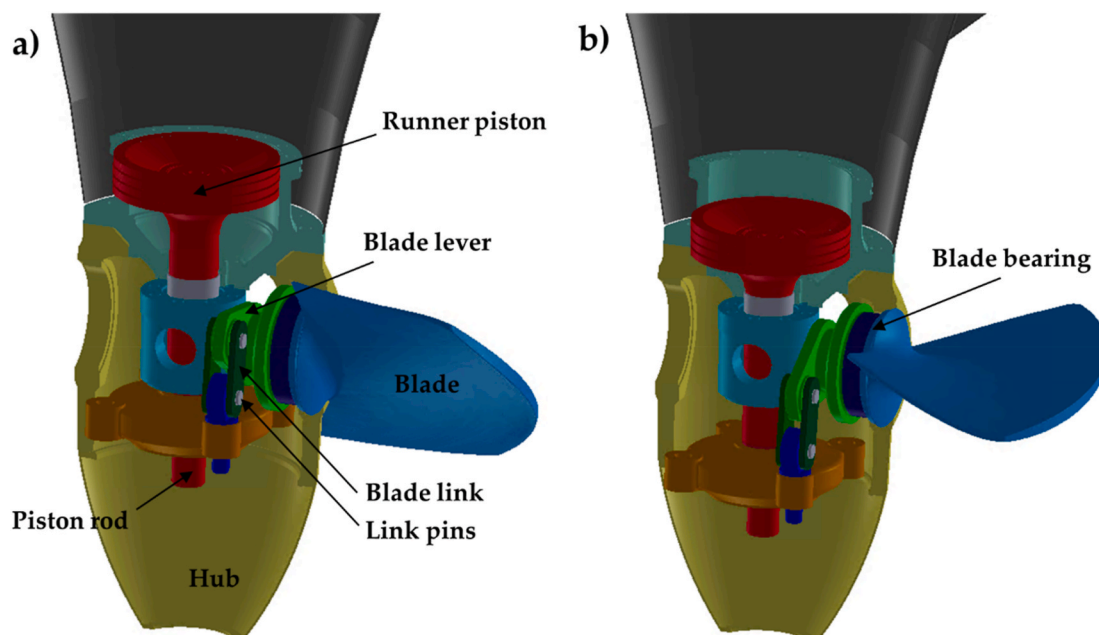 a)
Runner piston
Blade lever
Blade
Blade link
Piston rod
Link pins
Hub
b)
Blade bearing